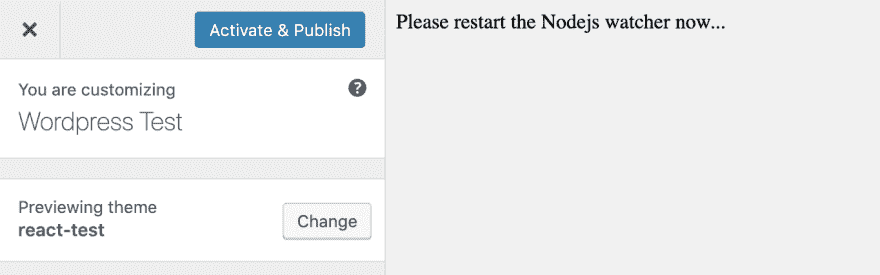 Activate & Publish
Please restart the Nodejs watcher now...
You are customizing
?
Wordpress Test
Previewing theme
react-test
Change